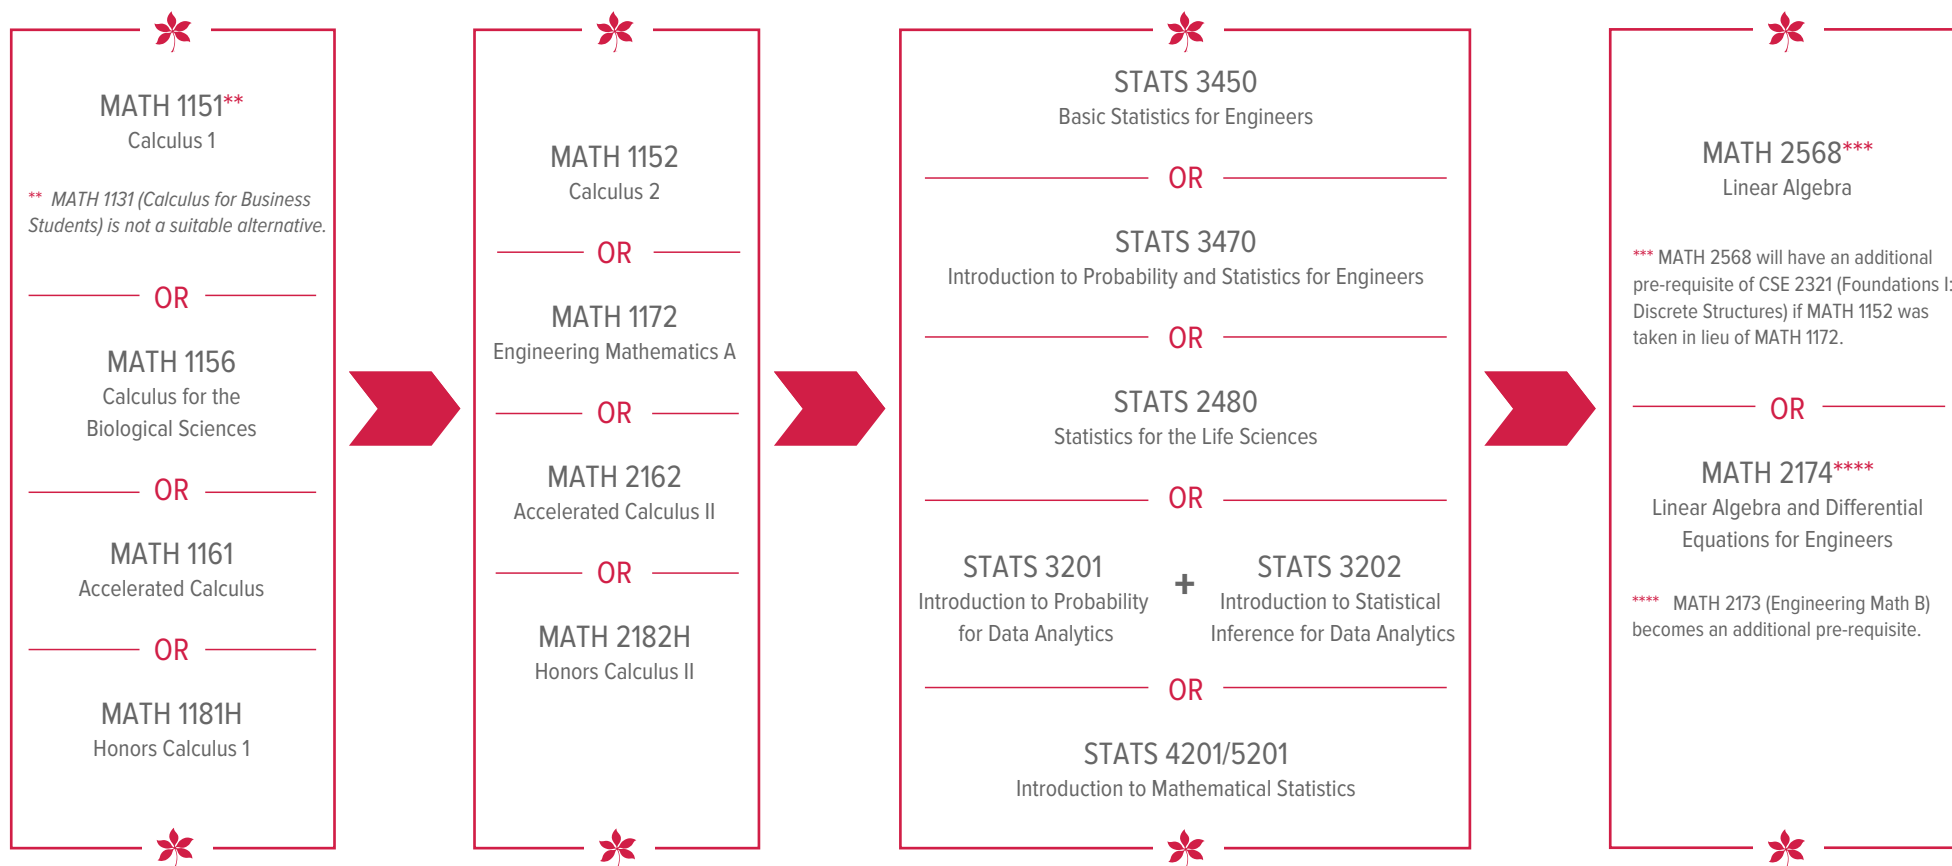 MATH 1151**
Calculus 1
** MATH 1131 (Calculus for Business
Students) is not a suitable alternative.
OR
MATH 1156
Calculus for the
Biological Sciences
OR
MATH 1161
Accelerated Calculus
OR
MATH 1181H
Honors Calculus 1
MATH 1152
Calculus 2
OR
MATH 1172
Engineering Mathematics A
OR
MATH 2162
Accelerated Calculus II
OR
MATH 2182H
Honors Calculus II
STATS 3450
Basic Statistics for Engineers
OR
STATS 3470
Introduction to Probability and Statistics for Engineers
OR
STATS 2480
Statistics for the Life Sciences
OR
STATS 3201
Introduction to Probability
for Data Analytics
+
STATS 3202
Introduction to Statistical
Inference for Data Analytics
OR
STATS 4201/5201
Introduction to Mathematical Statistics
MATH 2568***
Linear Algebra
*** MATH 2568 will have an additional
pre-requisite of CSE 2321 (Foundations I:
Discrete Structures) if MATH 1152 was
taken in lieu of MATH 1172.
OR
MATH 2174****
Linear Algebra and Differential
Equations for Engineers
**** MATH 2173 (Engineering Math B)
becomes an additional pre-requisite.